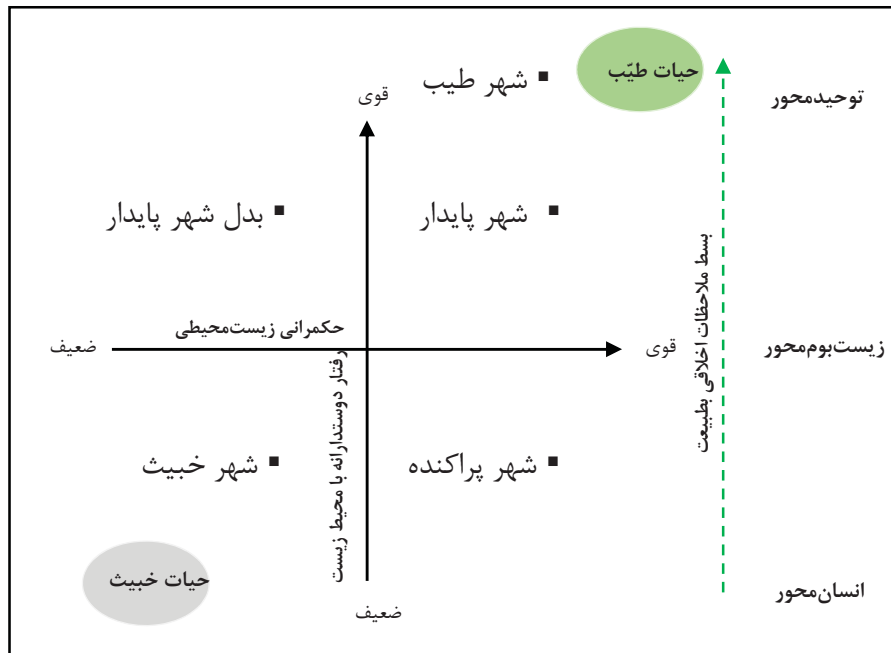 حیات طیّب
▪ شهر طیب
توحیدمحور
قوی
▪ شهر پایدار
▪ بدل شهر پایدار
بسط ملاحظات اخلاقی بطبیعت
حکمرانی زیست‌محیطی
قوی
ضعیف
زیست‌بوم‌محور
رفتار دوستدارانه با محیط زیست
▪ شهر پراکنده
▪ شهر خبیث
حیات خبیث
انسان‌محور
ضعیف